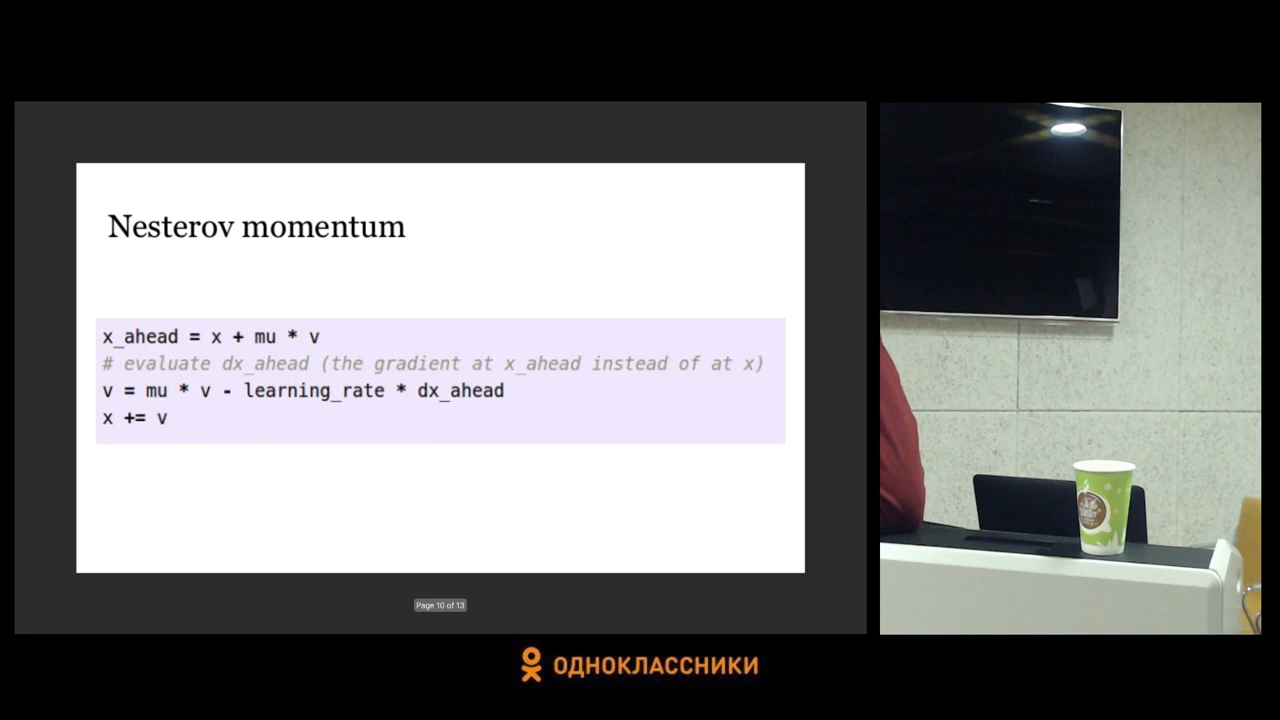 Nesterov momentum
x_ahead = x + mu * v
# evaluate dx_ahead (the gradient at x_ahead instead of at x)
v = mu * v - learning_rate * dx_ahead
x += v
Page 10 of 13
ОДНОКЛАССНИКИ